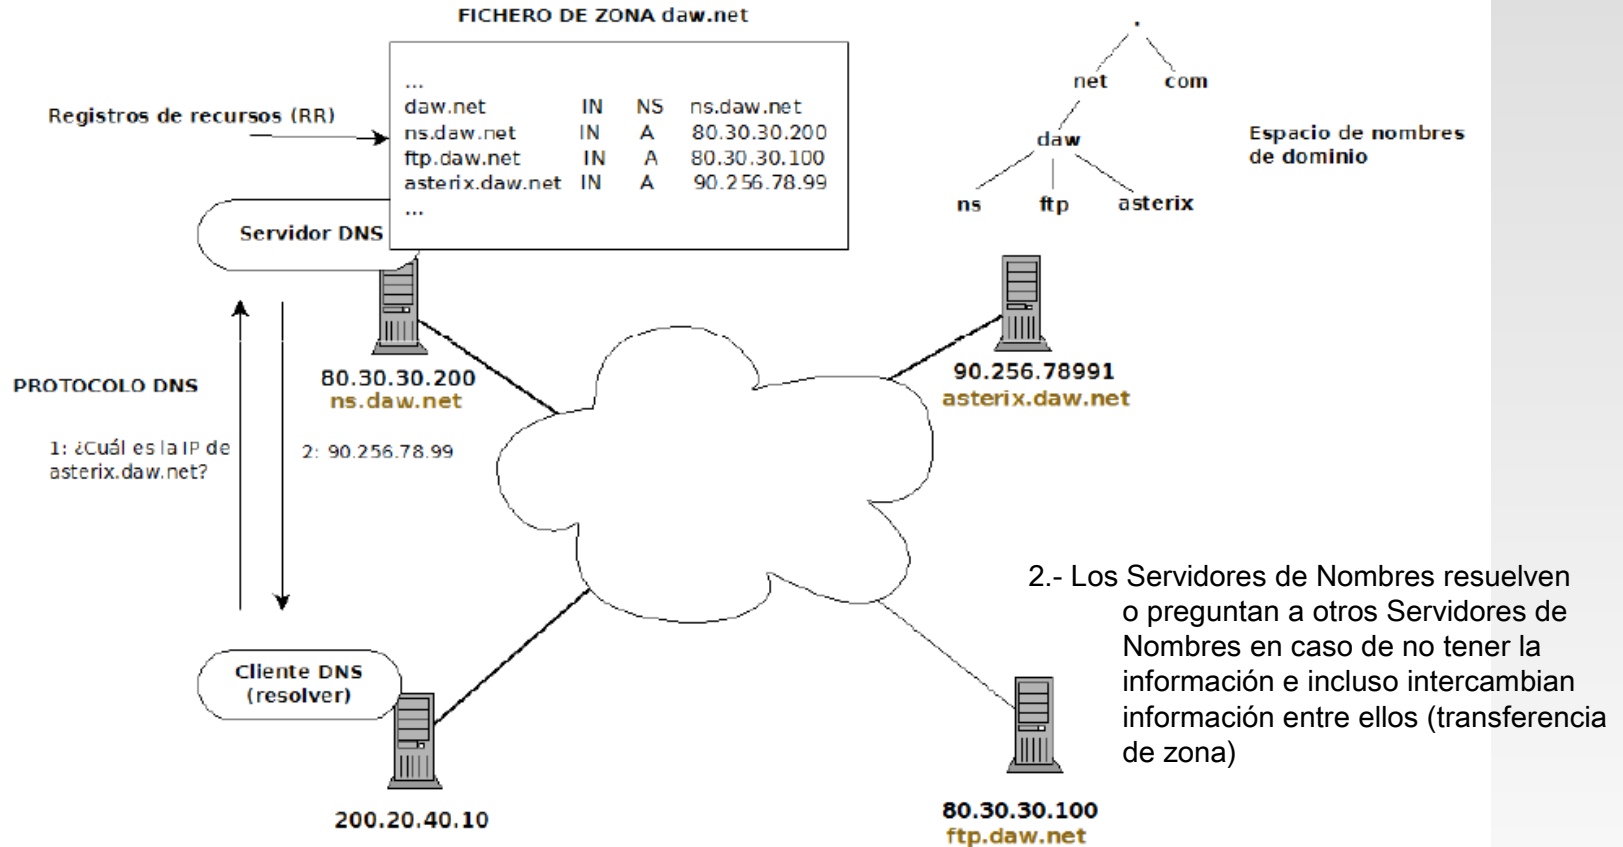 FICHERO DE ZONA daw.net
...
daw.net IN NS ns.daw.net
ns.daw.net IN A 80.30.30.200
ftp.daw.net IN A 80.30.30.100
asterix.daw.net IN A 90.256.78.99
...
Registros de recursos (RR)
.
net com
daw
ns ftp asterix
Espacio de nombres
de dominio
Servidor DNS
80.30.30.200
ns.daw.net
90.256.78991
asterix.daw.net
PROTOCOLO DNS
1: ¿Cuál es la IP de
asterix.daw.net?
2: 90.256.78.99
2.- Los Servidores de Nombres resuelven
o preguntan a otros Servidores de
Nombres en caso de no tener la
información e incluso intercambian
información entre ellos (transferencia
de zona)
Cliente DNS
(resolver)
200.20.40.10
80.30.30.100
ftp.daw.net